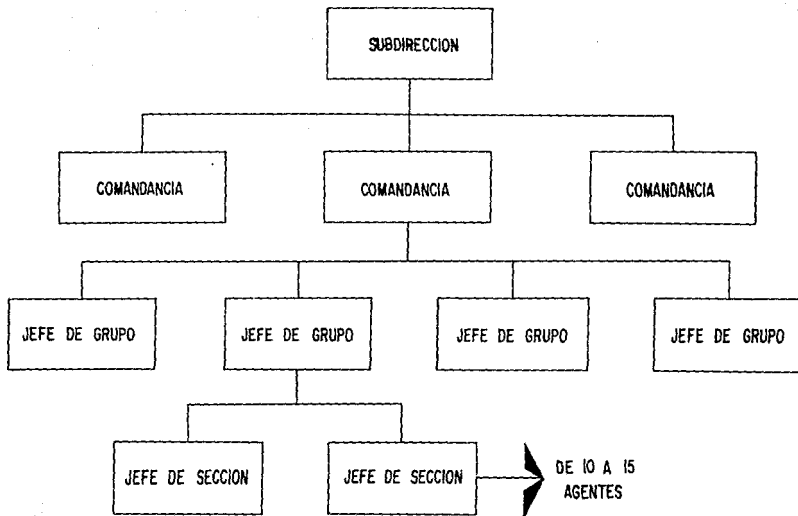 SUBDIRECCION
COMANDANCIA
COMANDANCIA
COMANDANCIA
JEFE DE GRUPO
JEFE DE GRUPO
JEFE DE GRUPO
JEFE DE GRUPO
JEFE DE SECCION
JEFE DE SECCION
DE 10 A 15
AGENTES